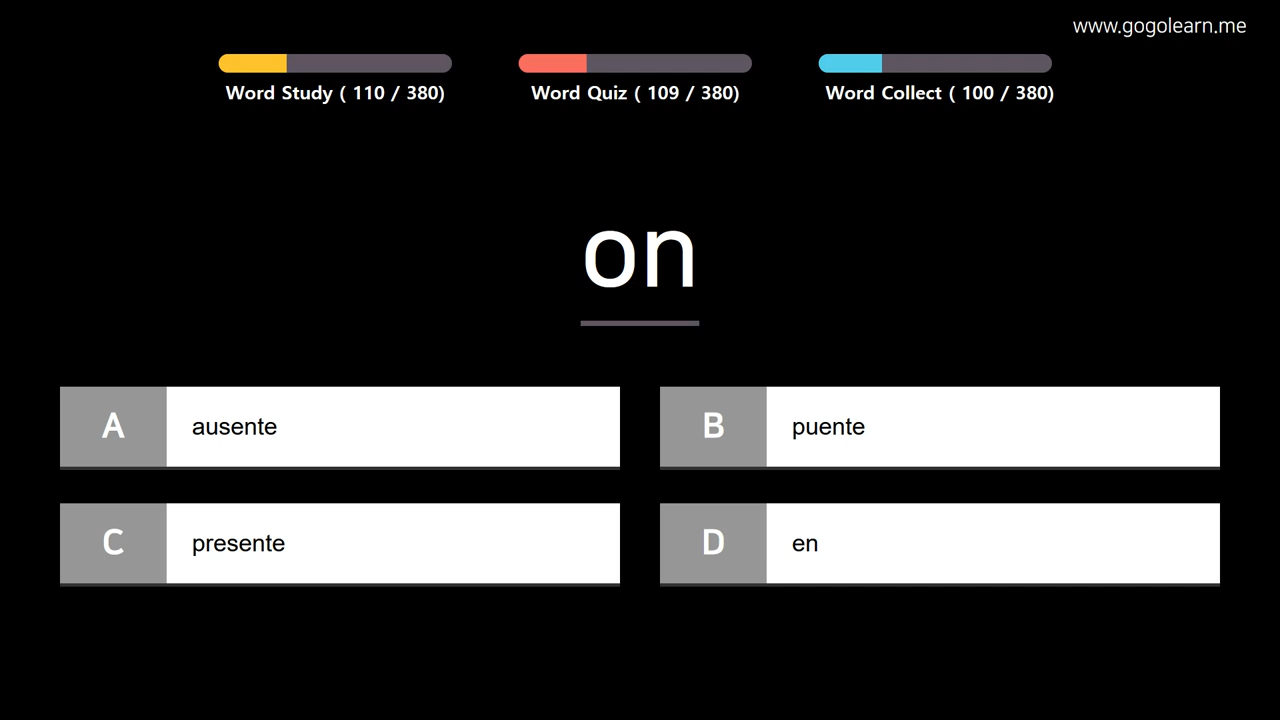 www.gogolearn.me
Word Study ( 110 / 380)
Word Quiz ( 109 / 380)
Word Collect ( 100 / 380)
on
A ausente
B puente
C presente
D en